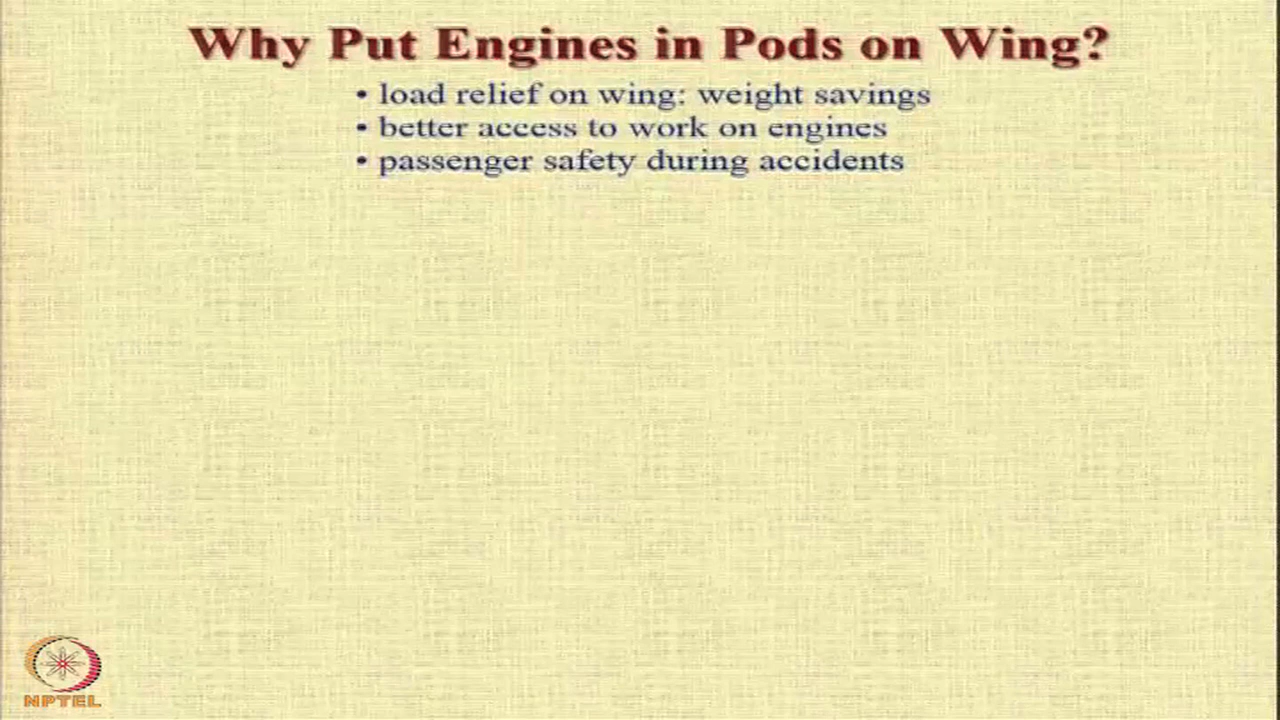 Why Put Engines in Pods on Wing?
• load relief on wing: weight savings
• better access to work on engines
• passenger safety during accidents
NPTEL